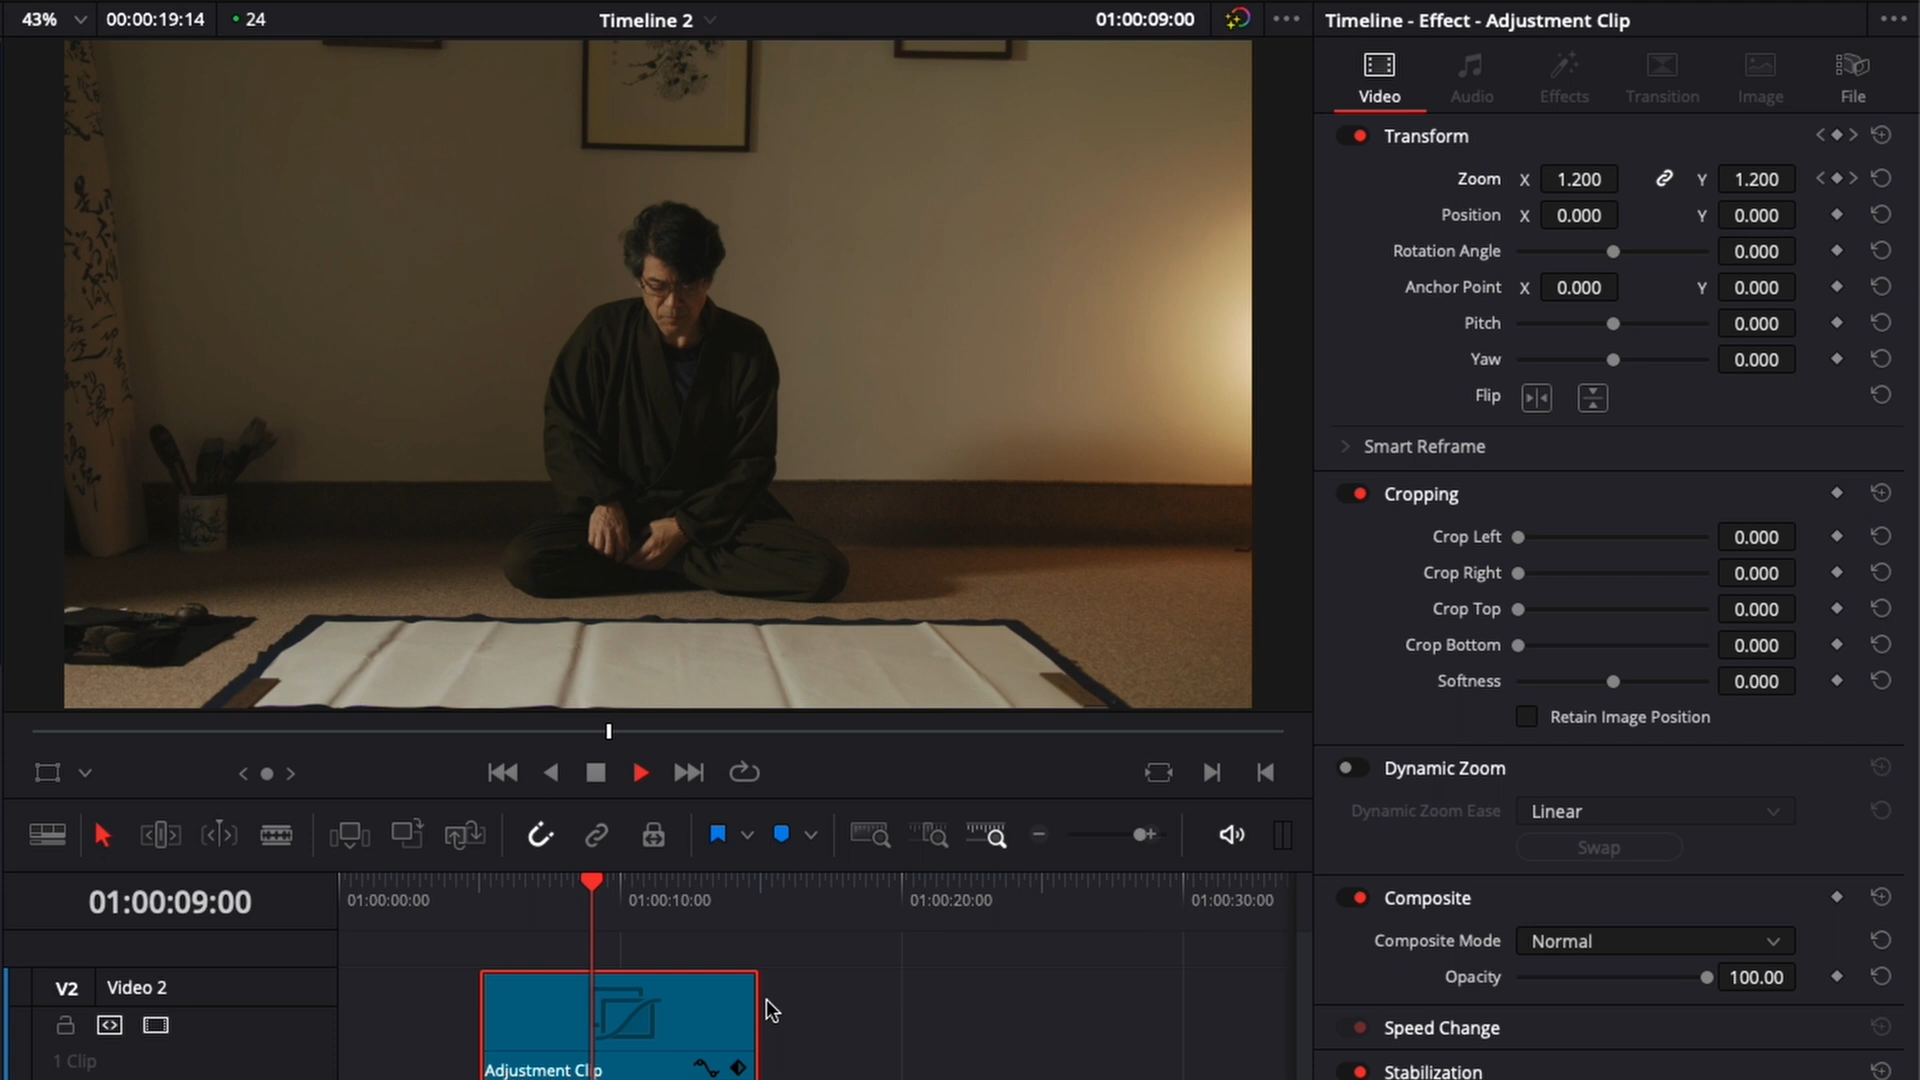 43% 00:00:19:14 24 Timeline 2 01:00:09:00 Timeline - Effect - Adjustment Clip
Video Audio Effects Transition Image File
Transform
Zoom X 1.200 Y 1.200
Position X 0.000 Y 0.000
Rotation Angle 0.000
Anchor Point X 0.000 Y 0.000
Pitch 0.000
Yaw 0.000
Flip
Smart Reframe
Cropping
Crop Left 0.000
Crop Right 0.000
Crop Top 0.000
Crop Bottom 0.000
Softness 0.000
Retain Image Position
Dynamic Zoom
Dynamic Zoom Ease Linear
Swap
Composite
Composite Mode Normal
Opacity 100.00
Speed Change
Stabilization
01:00:09:00 01:00:00:00 01:00:10:00 01:00:20:00 01:00:30:00
V2 Video 2
1 Clip
Adjustment Clip